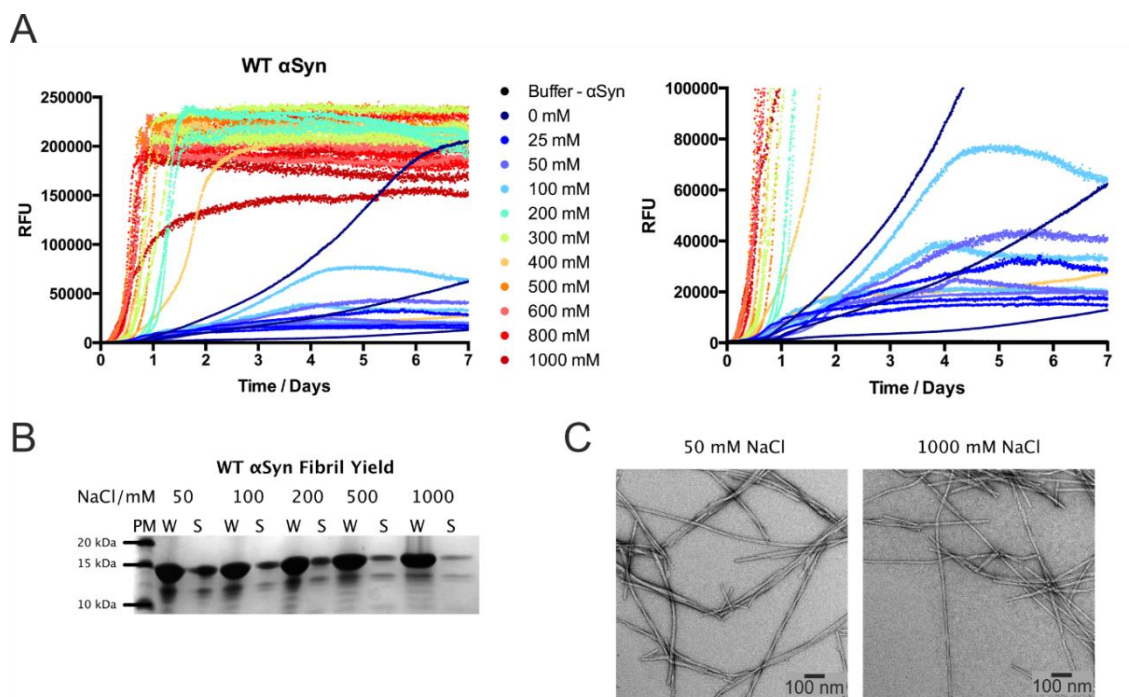 A
WT αSyn
RFU
250000
200000
150000
100000
50000
0
0 1 2 3 4 5 6 7
Time / Days
Buffer - αSyn
0 mM
25 mM
50 mM
100 mM
200 mM
300 mM
400 mM
500 mM
600 mM
800 mM
1000 mM
RFU
100000
80000
60000
40000
20000
0
0 1 2 3 4 5 6 7
Time / Days
B
WT αSyn Fibril Yield
NaCl/mM 50 100 200 500 1000
PM W S W S W S W S W S
20 kDa
15 kDa
10 kDa
C
50 mM NaCl
100 nm
1000 mM NaCl
100 nm